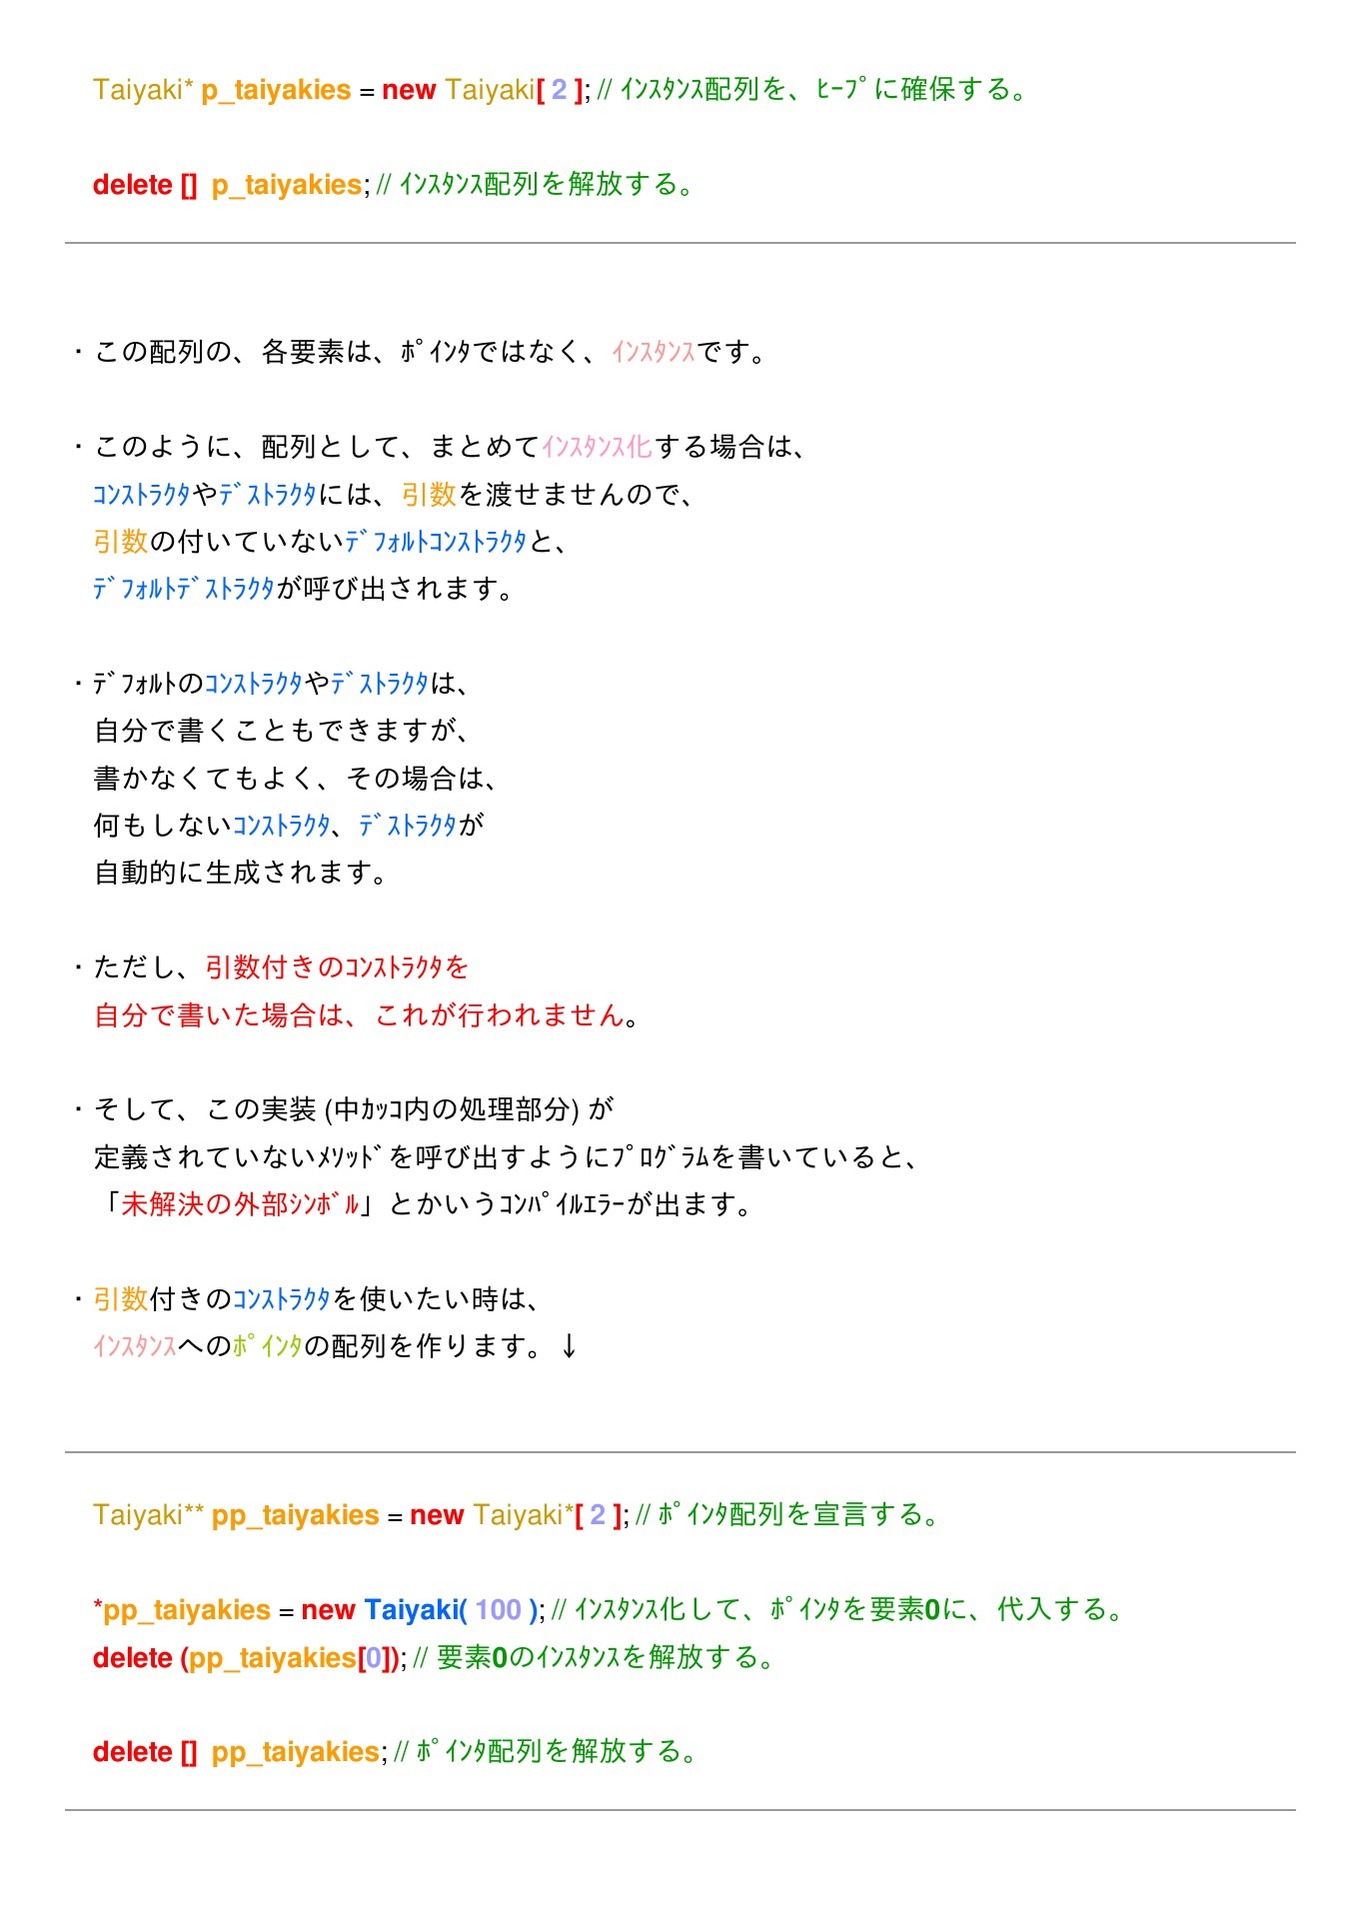 Taiyaki* p_taiyakies = new Taiyaki[ 2 ]; // ｲﾝｽﾀﾝｽ配列を、ﾋｰﾌﾟに確保する。
delete [] p_taiyakies; // ｲﾝｽﾀﾝｽ配列を解放する。
・この配列の、各要素は、ﾎﾟｲﾝﾀではなく、ｲﾝｽﾀﾝｽです。
・このように、配列として、まとめてｲﾝｽﾀﾝｽ化する場合は、
ｺﾝｽﾄﾗｸﾀやﾃﾞｽﾄﾗｸﾀには、引数を渡せませんので、
引数の付いていないﾃﾞﾌｫﾙﾄｺﾝｽﾄﾗｸﾀと、
ﾃﾞﾌｫﾙﾄﾃﾞｽﾄﾗｸﾀが呼び出されます。
・ﾃﾞﾌｫﾙﾄのｺﾝｽﾄﾗｸﾀやﾃﾞｽﾄﾗｸﾀは、
自分で書くこともできますが、
書かなくてもよく、その場合は、
何もしないｺﾝｽﾄﾗｸﾀ、ﾃﾞｽﾄﾗｸﾀが
自動的に生成されます。
・ただし、引数付きのｺﾝｽﾄﾗｸﾀを
自分で書いた場合は、これが行われません。
・そして、この実装 (中ｶｯｺ内の処理部分) が
定義されていないﾒｿｯﾄﾞを呼び出すようにﾌﾟﾛｸﾞﾗﾑを書いていると、
「未解決の外部ｼﾝﾎﾞﾙ」とかいうｺﾝﾊﾟｲﾙｴﾗｰが出ます。
・引数付きのｺﾝｽﾄﾗｸﾀを使いたい時は、
ｲﾝｽﾀﾝｽへのﾎﾟｲﾝﾀの配列を作ります。↓
Taiyaki** pp_taiyakies = new Taiyaki*[ 2 ]; // ﾎﾟｲﾝﾀ配列を宣言する。
*pp_taiyakies = new Taiyaki( 100 ); // ｲﾝｽﾀﾝｽ化して、ﾎﾟｲﾝﾀを要素0に、代入する。
delete (pp_taiyakies[0]); // 要素0のｲﾝｽﾀﾝｽを解放する。
delete [] pp_taiyakies; // ﾎﾟｲﾝﾀ配列を解放する。